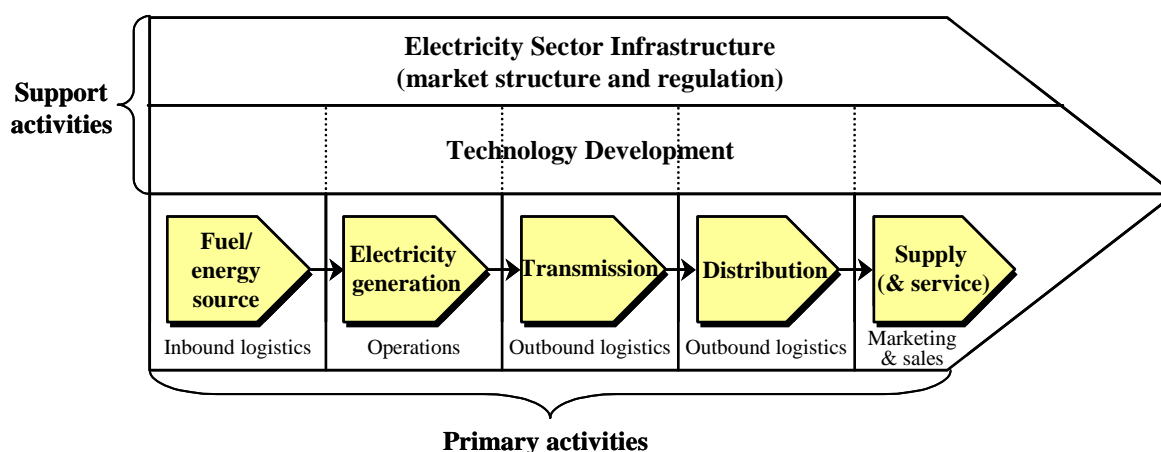 Electricity Sector Infrastructure
(market structure and regulation)
Support
activities
Technology Development
Fuel/
energy
source
Electricity
generation
Transmission
Distribution
Supply
(& service)
Inbound logistics
Operations
Outbound logistics
Outbound logistics
Marketing
& sales
Primary activities